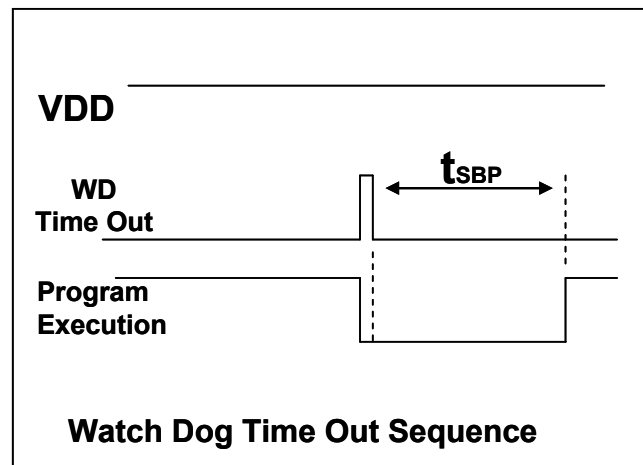 VDD
tSBP
WD
Time Out
Program
Execution
Watch Dog Time Out Sequence